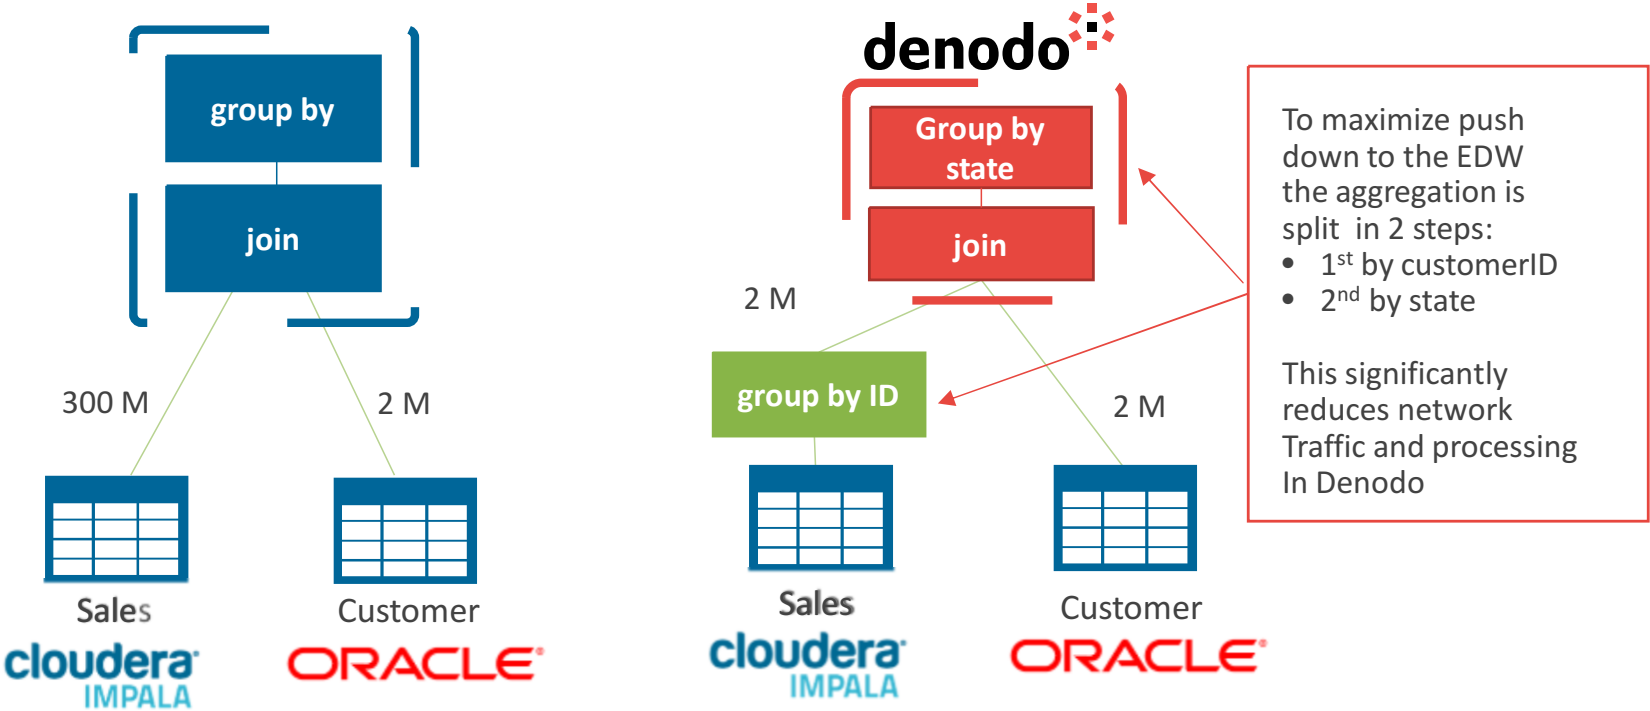 group by
join
300 M
2 M
Sales
Customer
cloudera
IMPALA
ORACLE
denodo
Group by
state
join
2 M
group by ID
2 M
Sales
Customer
cloudera
IMPALA
ORACLE
To maximize push
down to the EDW
the aggregation is
split in 2 steps:
• 1st by customerID
• 2nd by state
This significantly
reduces network
Traffic and processing
In Denodo